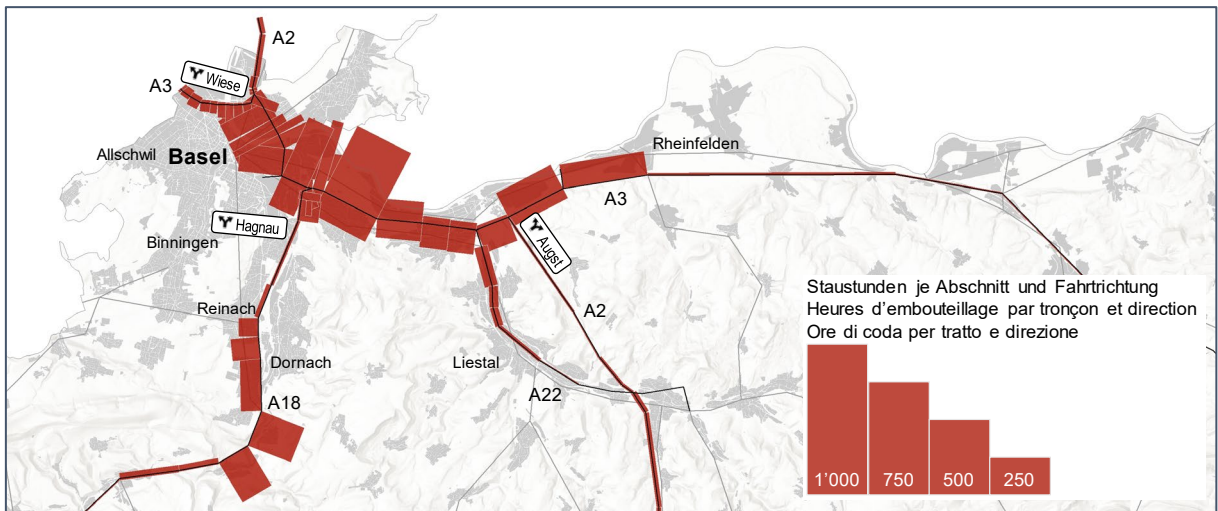 A2
A3
Wiese
Allschwil
Basel
Rheinfelden
A3
Hagnau
Augst
Binningen
Reinach
A2
Dornach
Liestal
A22
A18
Staustunden je Abschnitt und Fahrtrichtung
Heures d’embouteillage par tronçon et direction
Ore di coda per tratto e direzione
1’000 750 500 250